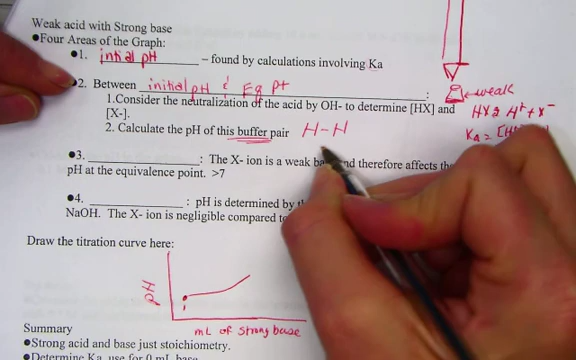 Weak acid with Strong base
●Four Areas of the Graph:
●1. intial pH – found by calculations involving Ka
●2. Between initial pH & Eq pt :
1.Consider the neutralization of the acid by OH- to determine [HX] and
[X-].
2. Calculate the pH of this buffer pair H-H
weak
HX ⇌ H⁺ + X⁻
Ka =
●3. ____________: The X- ion is a weak and therefore affects the
pH at the equivalence point. >7
●4. ____________: pH is determined by
NaOH. The X- ion is negligible compared to
Draw the titration curve here:
pH
mL of strong base
Summary
●Strong acid and base just stoichiometry.
●Determine Ka, use for 0 mL base